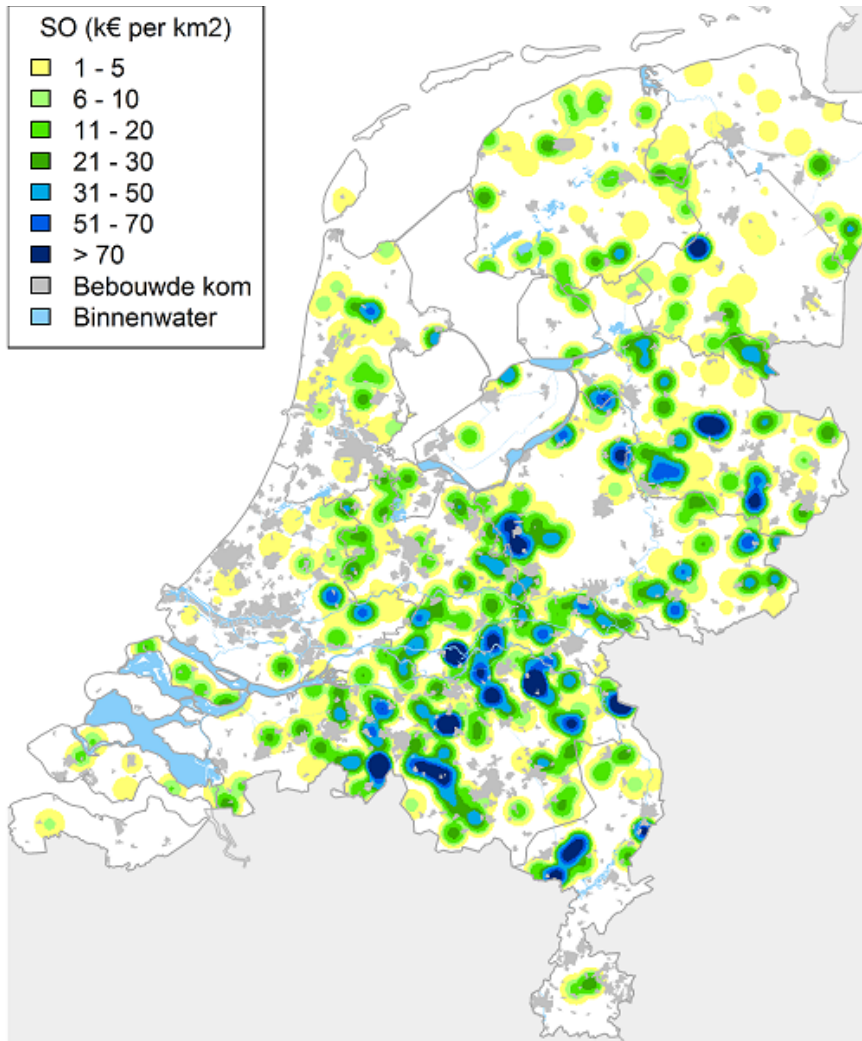 SO (k€ per km2)
1 - 5
6 - 10
11 - 20
21 - 30
31 - 50
51 - 70
> 70
Bebouwde kom
Binnenwater